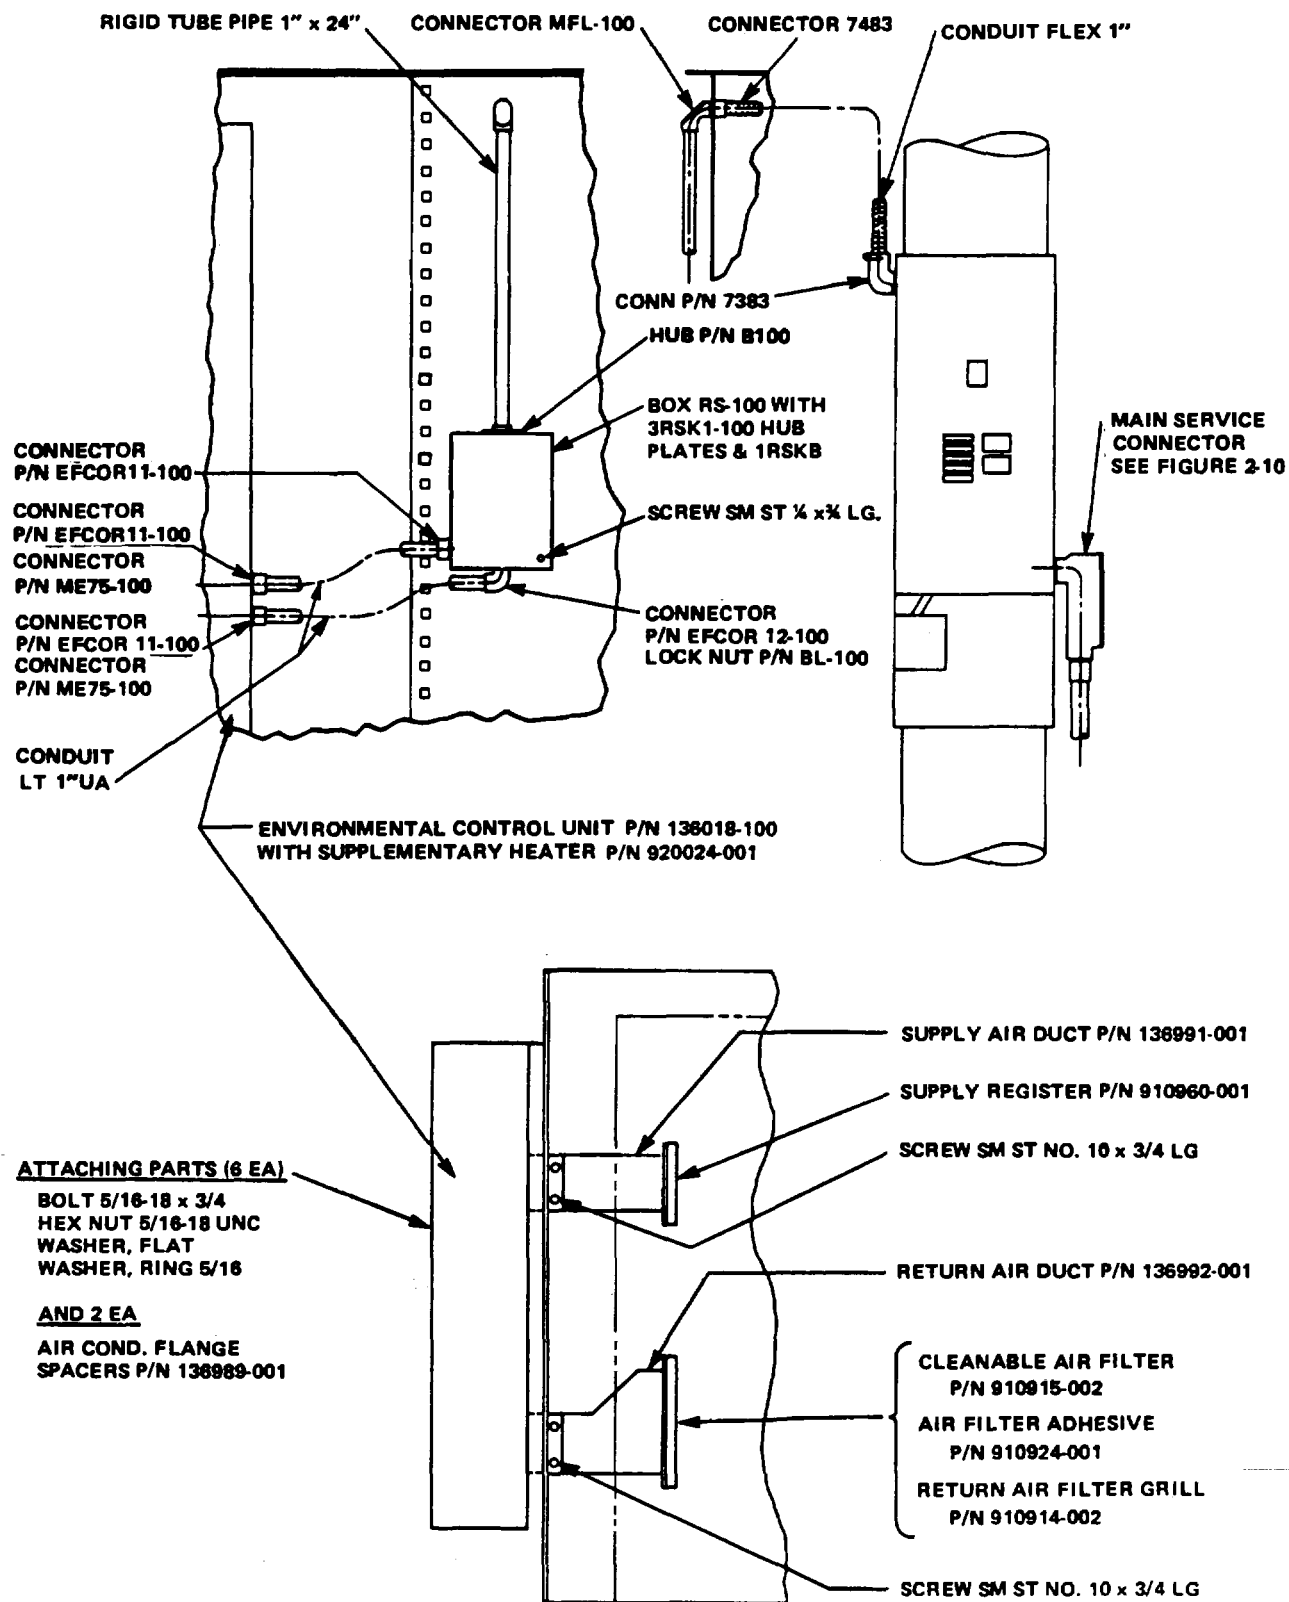 RIGID TUBE PIPE 1" x 24"
CONNECTOR MFL-100
CONNECTOR 7483
CONDUIT FLEX 1"
CONN P/N 7383
HUB P/N B100
BOX RS-100 WITH
3RSK1-100 HUB
PLATES & 1RSKB
MAIN SERVICE
CONNECTOR
SEE FIGURE 2-10
CONNECTOR
P/N EFCOR11-100
CONNECTOR
P/N EFCOR11-100
CONNECTOR
P/N ME75-100
CONNECTOR
P/N EFCOR 11-100
CONNECTOR
P/N ME75-100
SCREW SM ST ¼ x¾ LG.
CONNECTOR
P/N EFCOR 12-100
LOCK NUT P/N BL-100
CONDUIT
LT 1"UA
ENVIRONMENTAL CONTROL UNIT P/N 136018-100
WITH SUPPLEMENTARY HEATER P/N 920024-001
SUPPLY AIR DUCT P/N 136991-001
SUPPLY REGISTER P/N 910960-001
SCREW SM ST NO. 10 x 3/4 LG
ATTACHING PARTS (6 EA)
BOLT 5/16-18 x 3/4
HEX NUT 5/16-18 UNC
WASHER, FLAT
WASHER, RING 5/16
AND 2 EA
AIR COND. FLANGE
SPACERS P/N 136989-001
RETURN AIR DUCT P/N 136992-001
CLEANABLE AIR FILTER
P/N 910915-002
AIR FILTER ADHESIVE
P/N 910924-001
RETURN AIR FILTER GRILL
P/N 910914-002
SCREW SM ST NO. 10 x 3/4 LG